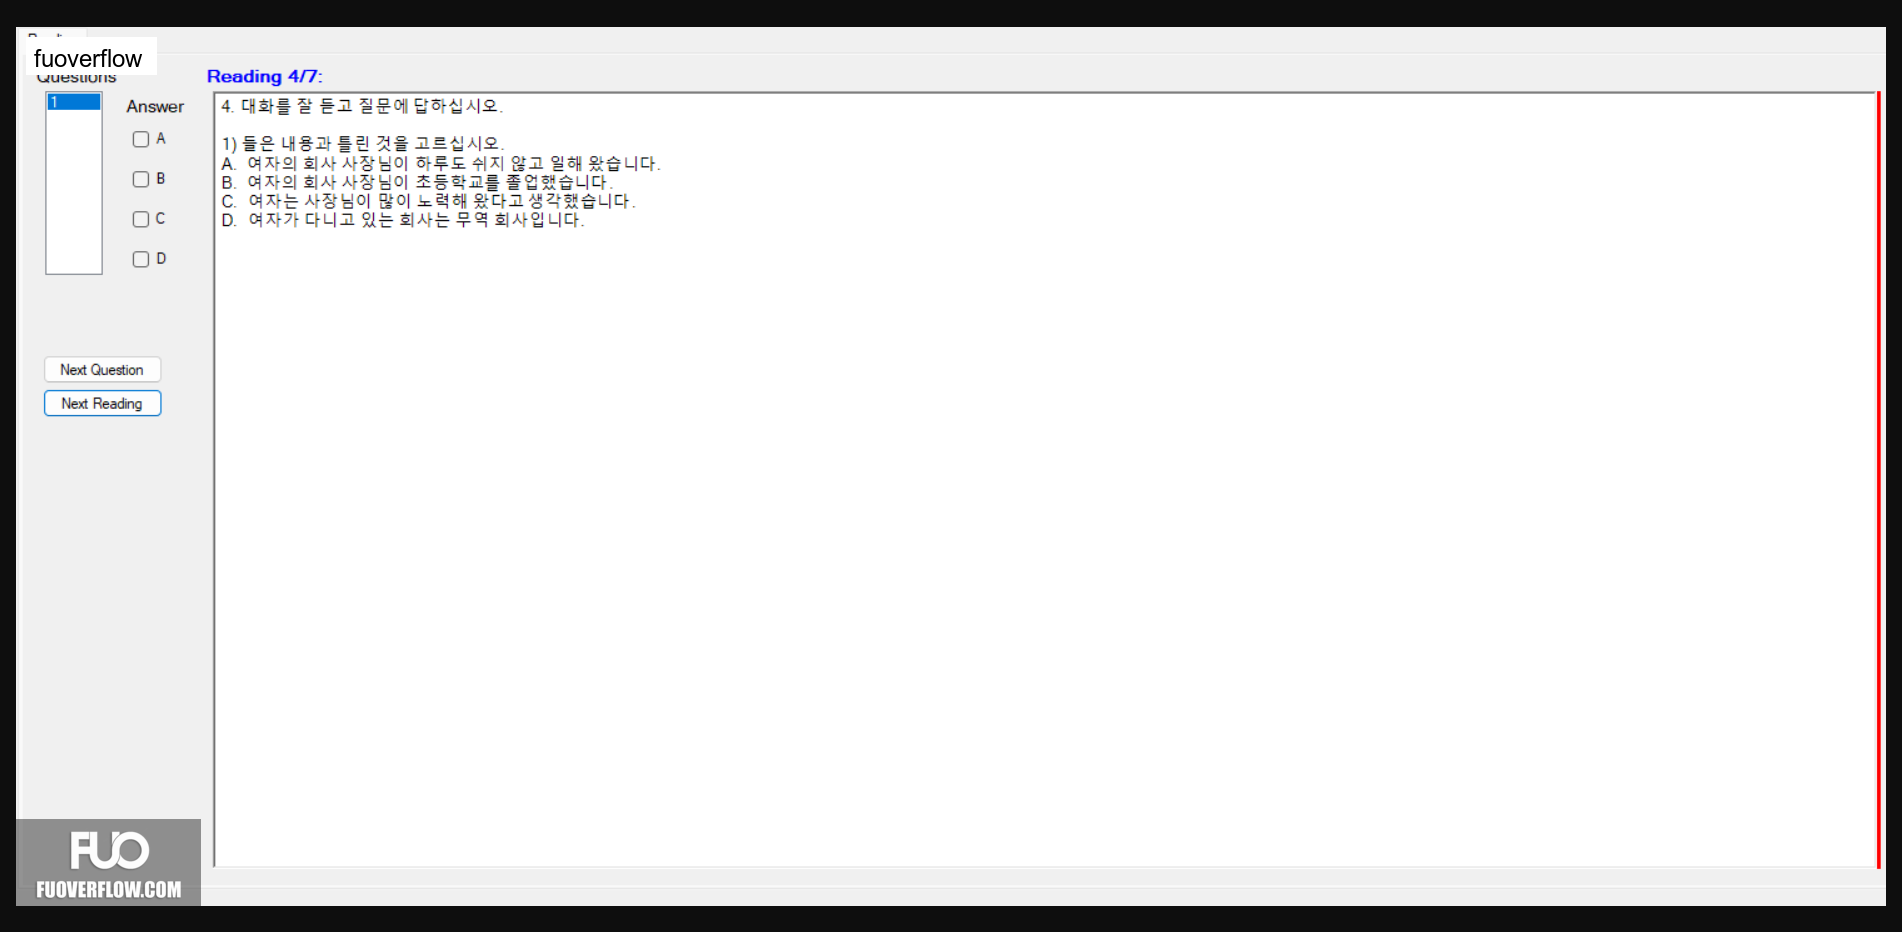 fuoverflow
Questions
Reading 4/7:
1
Answer
A
B
C
D
4. 대화를 잘 듣고 질문에 답하십시오.
1) 들은 내용과 틀린 것을 고르십시오.
A. 여자의 회사 사장님이 하루도 쉬지 않고 일해 왔습니다.
B. 여자의 회사 사장님이 초등학교를 졸업했습니다.
C. 여자는 사장님이 많이 노력해 왔다고 생각했습니다.
D. 여자가 다니고 있는 회사는 무역 회사입니다.
Next Question
Next Reading
FUO
FUOVERFLOW.COM